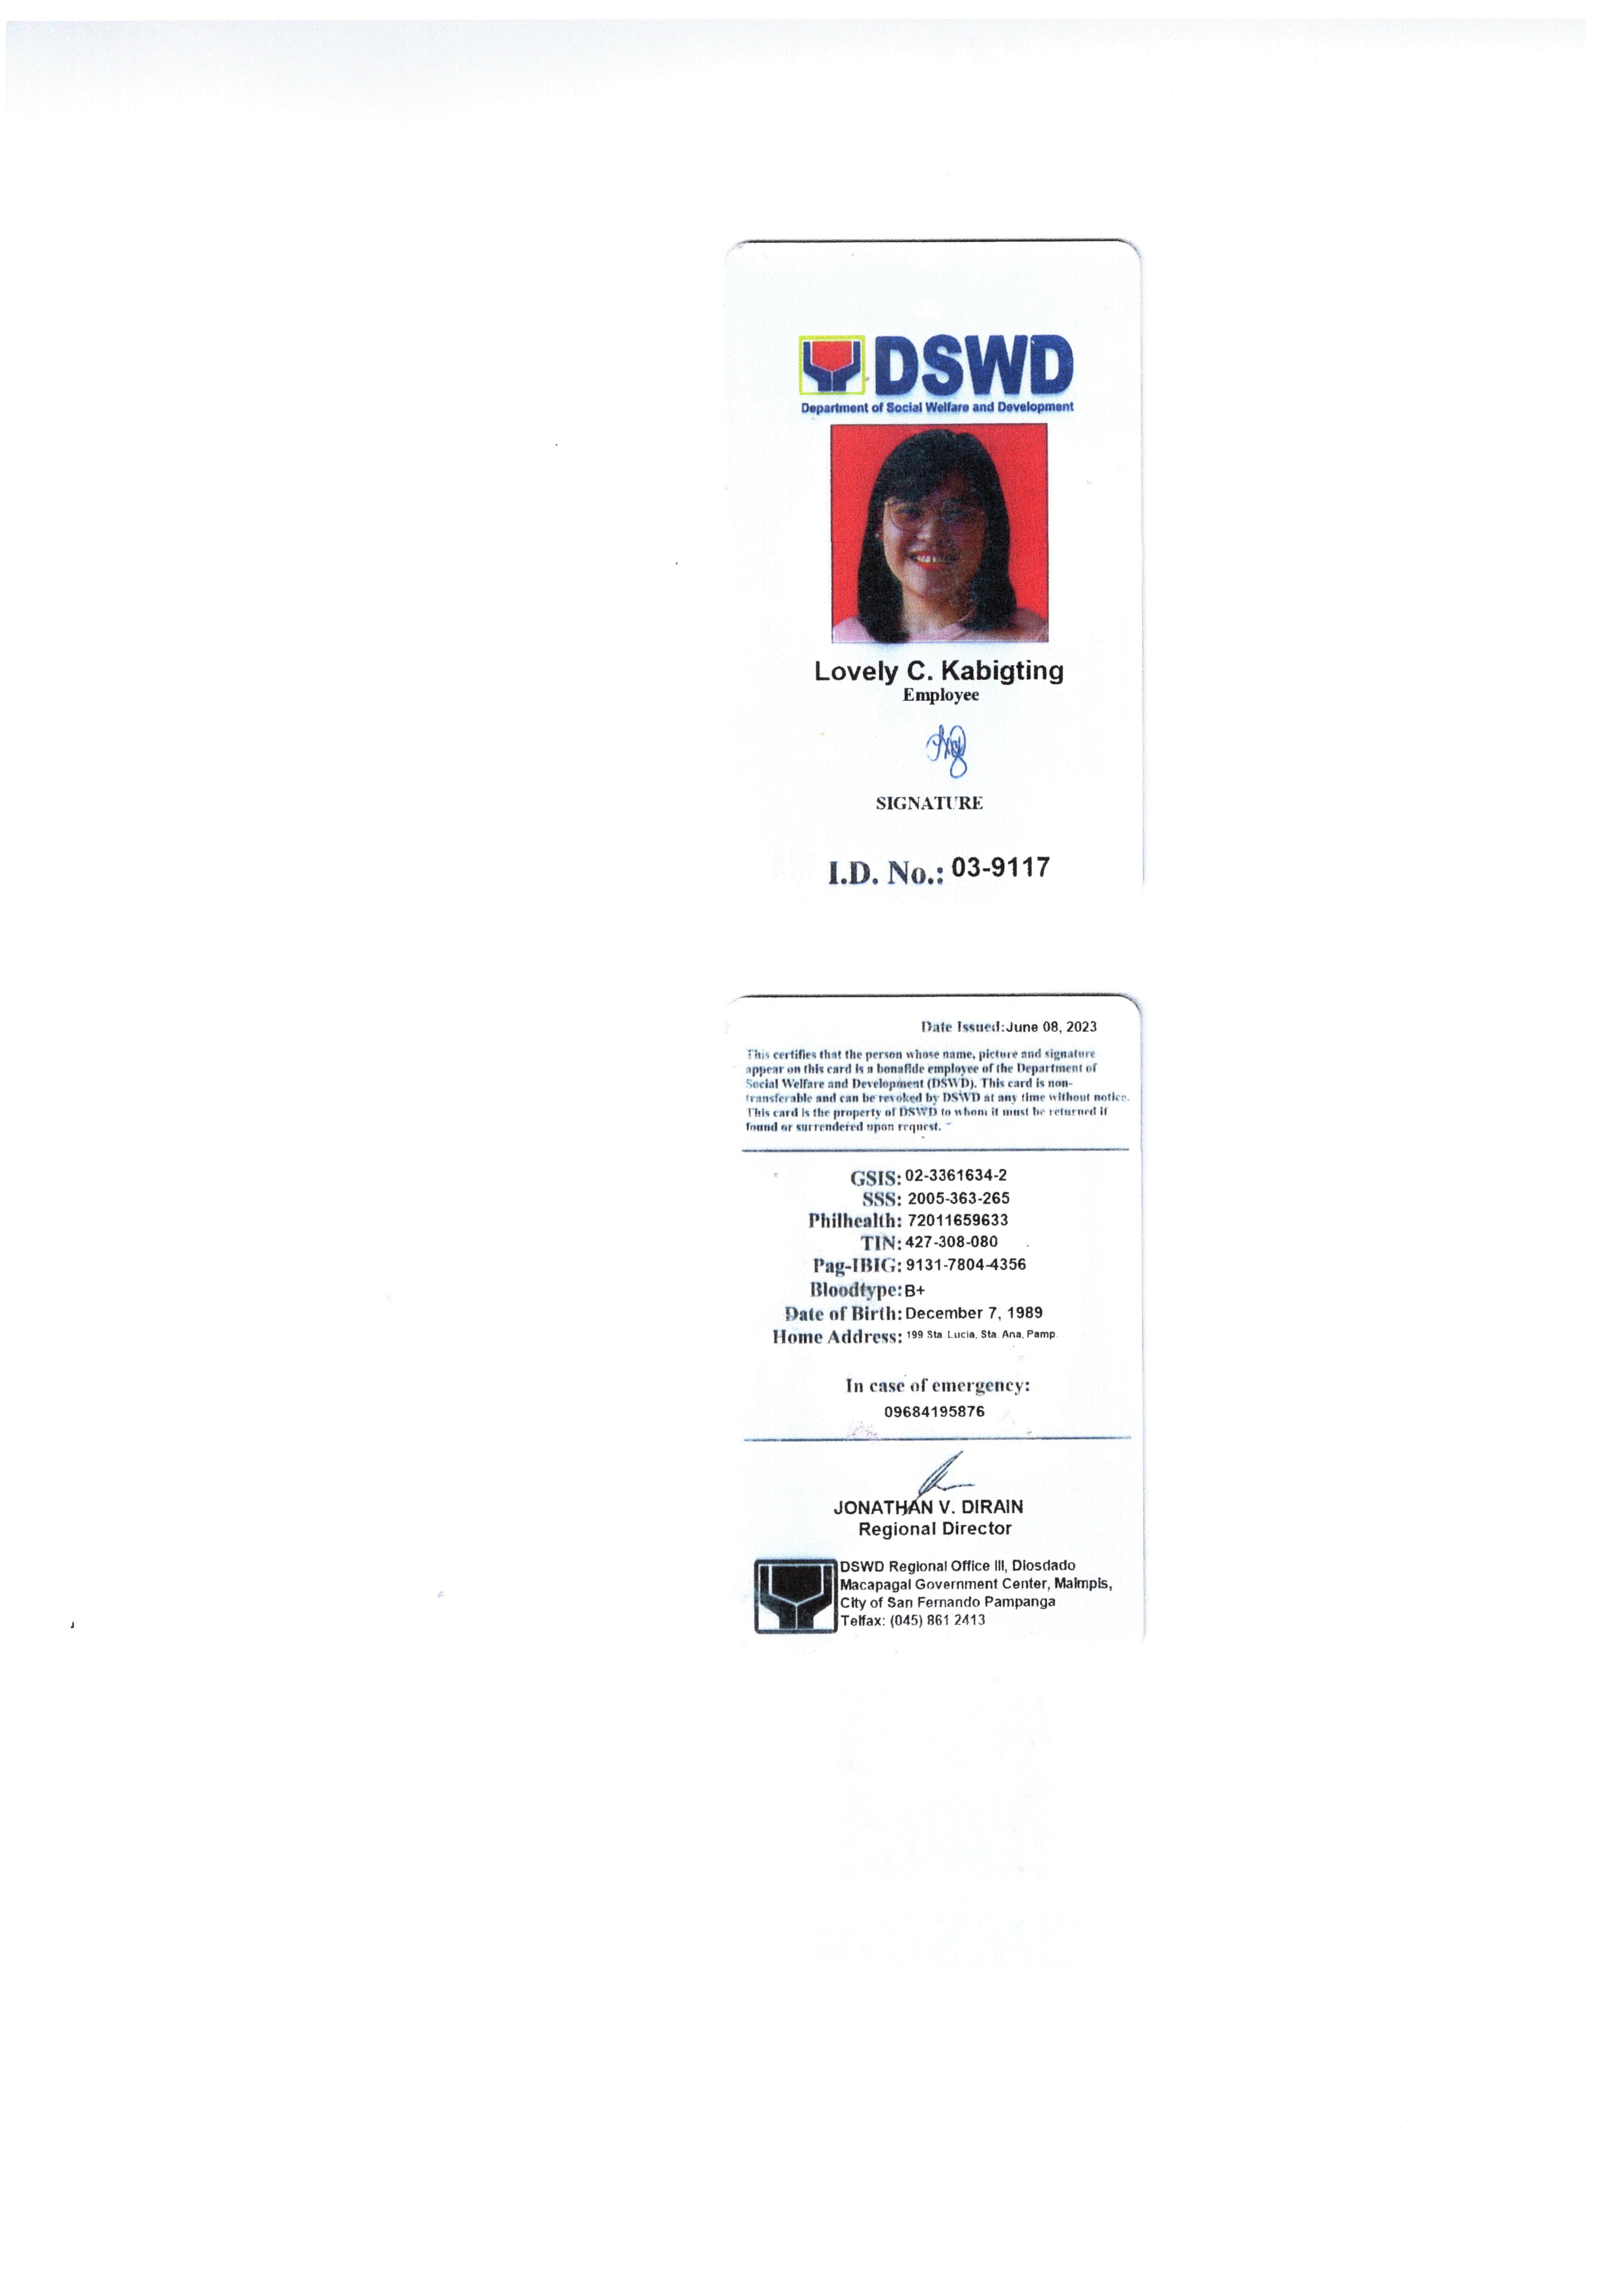 DSWD
Department of Social Welfare and Development
Lovely C. Kabigting
Employee
SIGNATURE
I.D. No.: 03-9117
Date Issued: June 08, 2023
This certifies that the person whose name, picture and signature
appear on this card is a bonafide employee of the Department of
Social Welfare and Development (DSWD). This card is non-
transferable and can be revoked by DSWD at any time without notice.
This card is the property of DSWD to whom it must be returned if
found or surrendered upon request.
GSIS: 02-3361634-2
SSS: 2005-363-265
Philhealth: 72011659633
TIN: 427-308-080
Pag-IBIG: 9131-7804-4356
Bloodtype: B+
Date of Birth: December 7, 1989
Home Address: 199 Sta. Lucia, Sta. Ana, Pamp.
In case of emergency:
09684195876
JONATHAN V. DIRAIN
Regional Director
DSWD Regional Office III, Diosdado
Macapagal Government Center, Maimpis,
City of San Fernando Pampanga
Telfax: (045) 861 2413